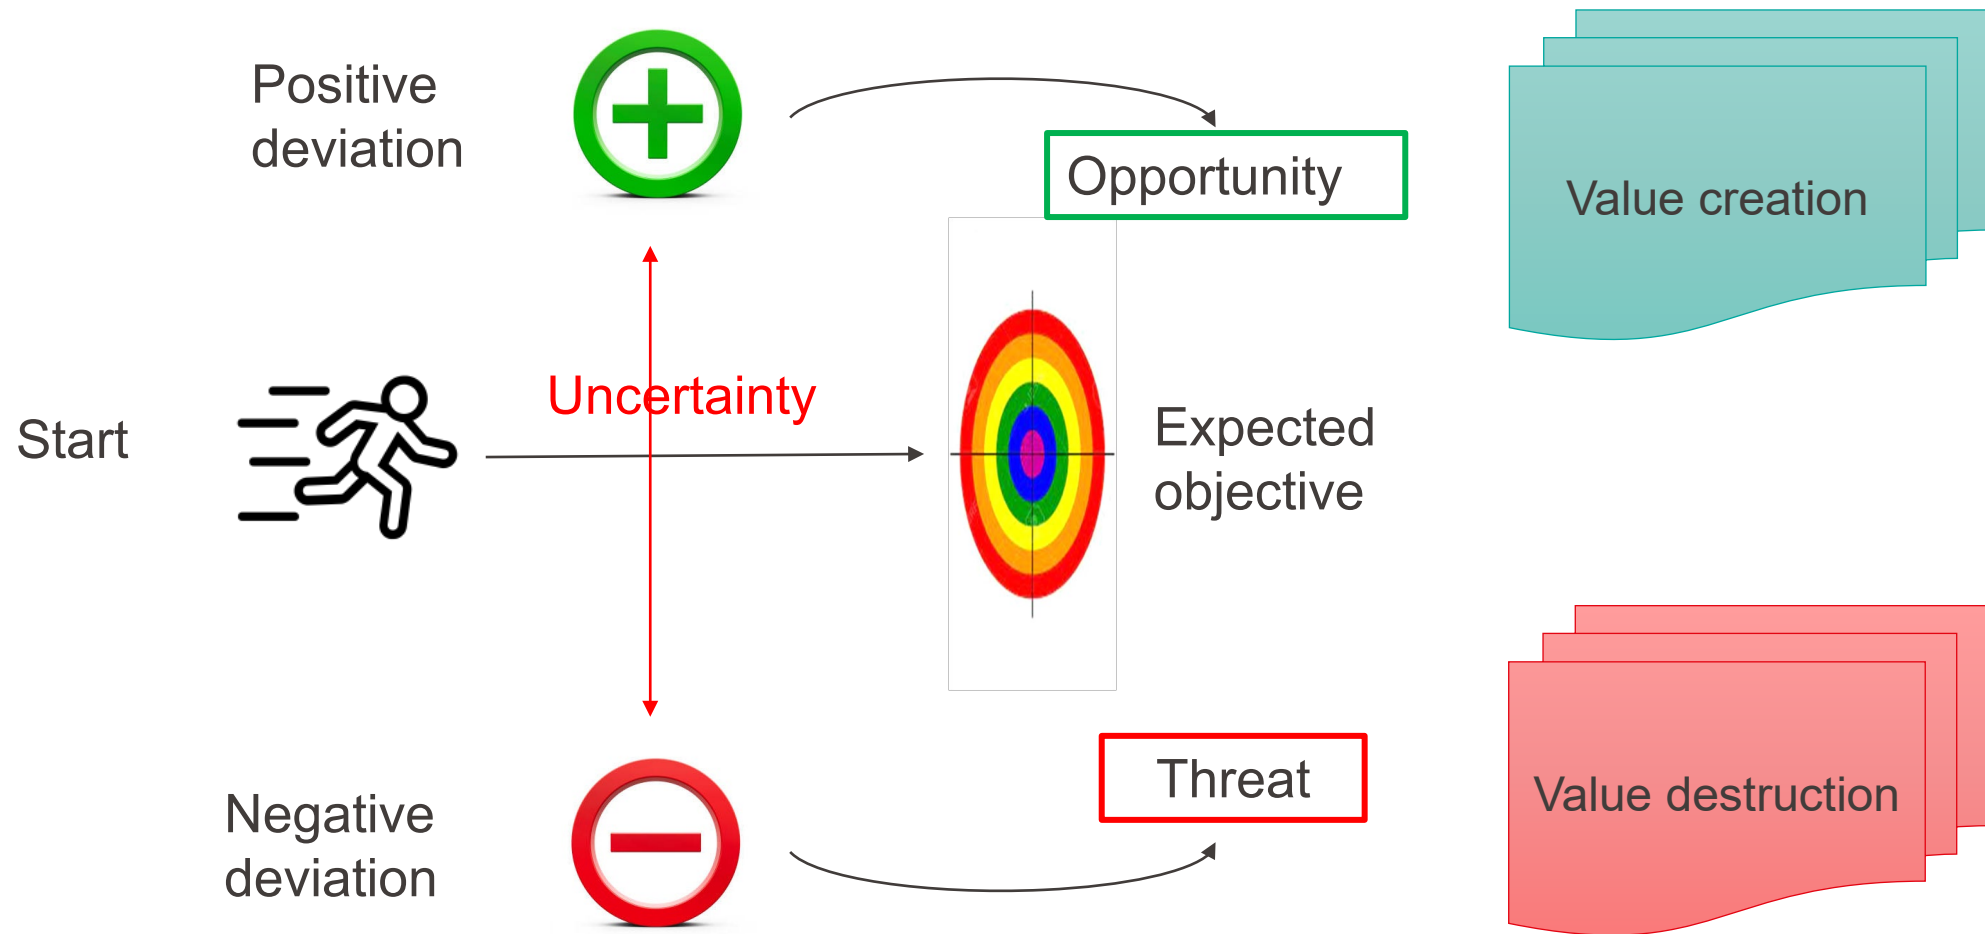 Positive
deviation
Opportunity
Value creation
Uncertainty
Start
Expected
objective
Threat
Value destruction
Negative
deviation